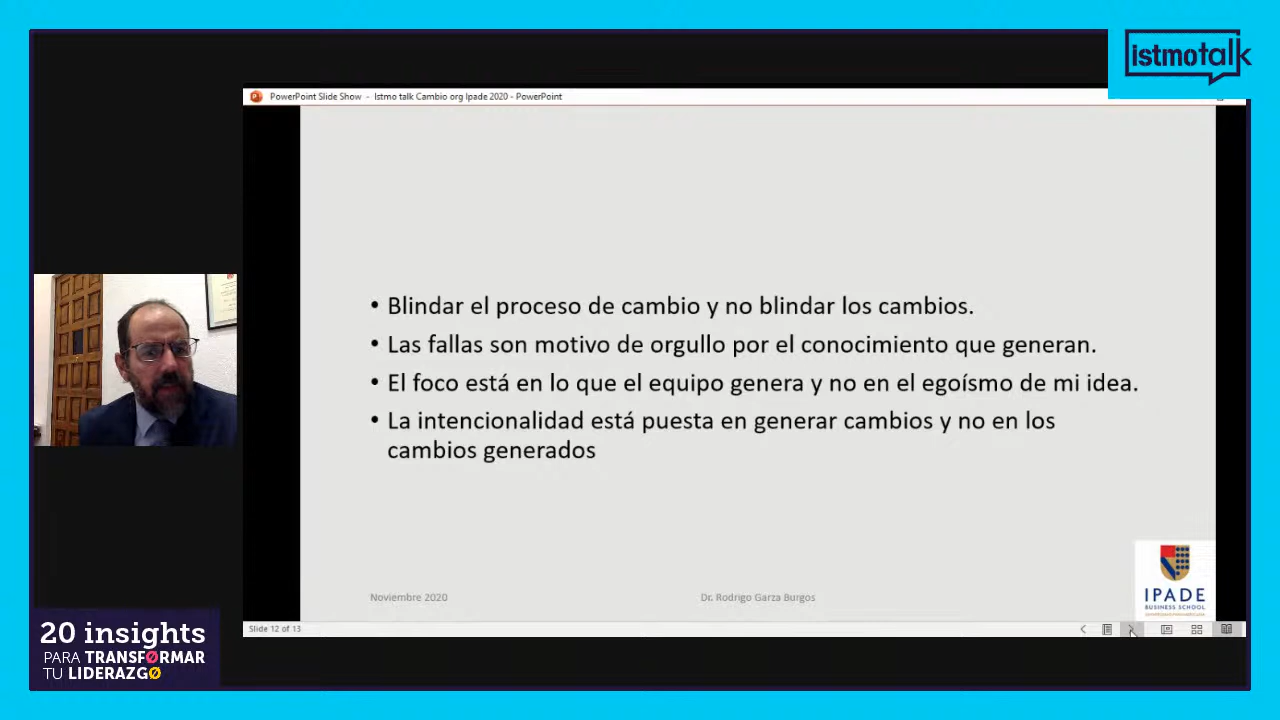 istmotalk
PowerPoint Slide Show - Istmo talk Cambio org Ipade 2020 - PowerPoint
• Blindar el proceso de cambio y no blindar los cambios.
• Las fallas son motivo de orgullo por el conocimiento que generan.
• El foco está en lo que el equipo genera y no en el egoísmo de mi idea.
• La intencionalidad está puesta en generar cambios y no en los
cambios generados
Noviembre 2020
Dr. Rodrigo Garza Burgos
IPADE
BUSINESS SCHOOL
Slide 12 of 13
20 insights
PARA TRANSFØRMAR
TU LIDERAZGØ